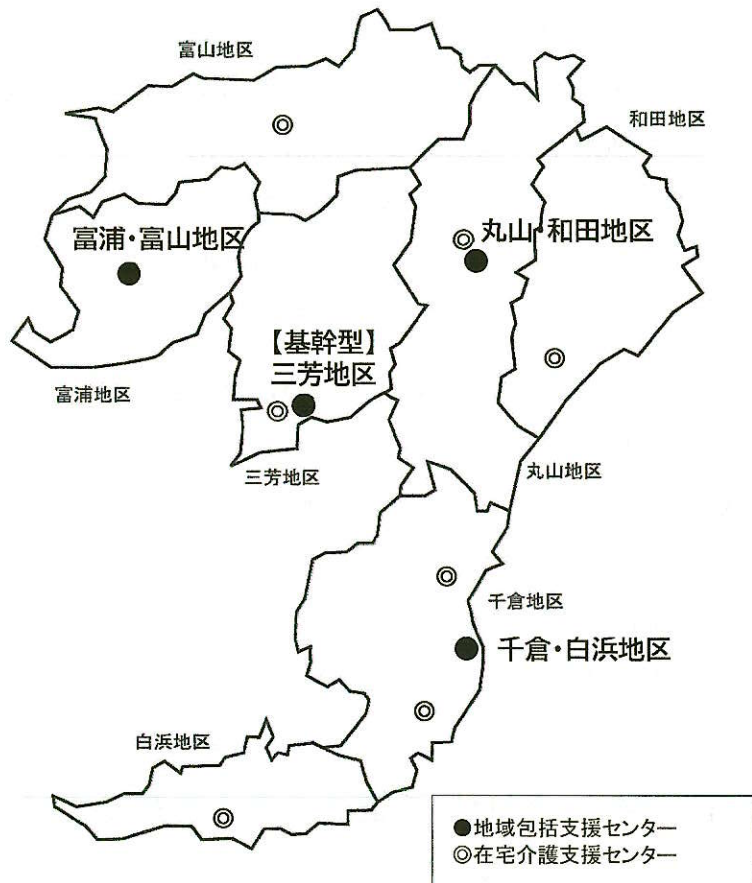 富山地区
和田地区
富浦・富山地区
丸山・和田地区
【基幹型】
三芳地区
富浦地区
三芳地区
丸山地区
千倉地区
千倉・白浜地区
白浜地区
●地域包括支援センター
◎在宅介護支援センター